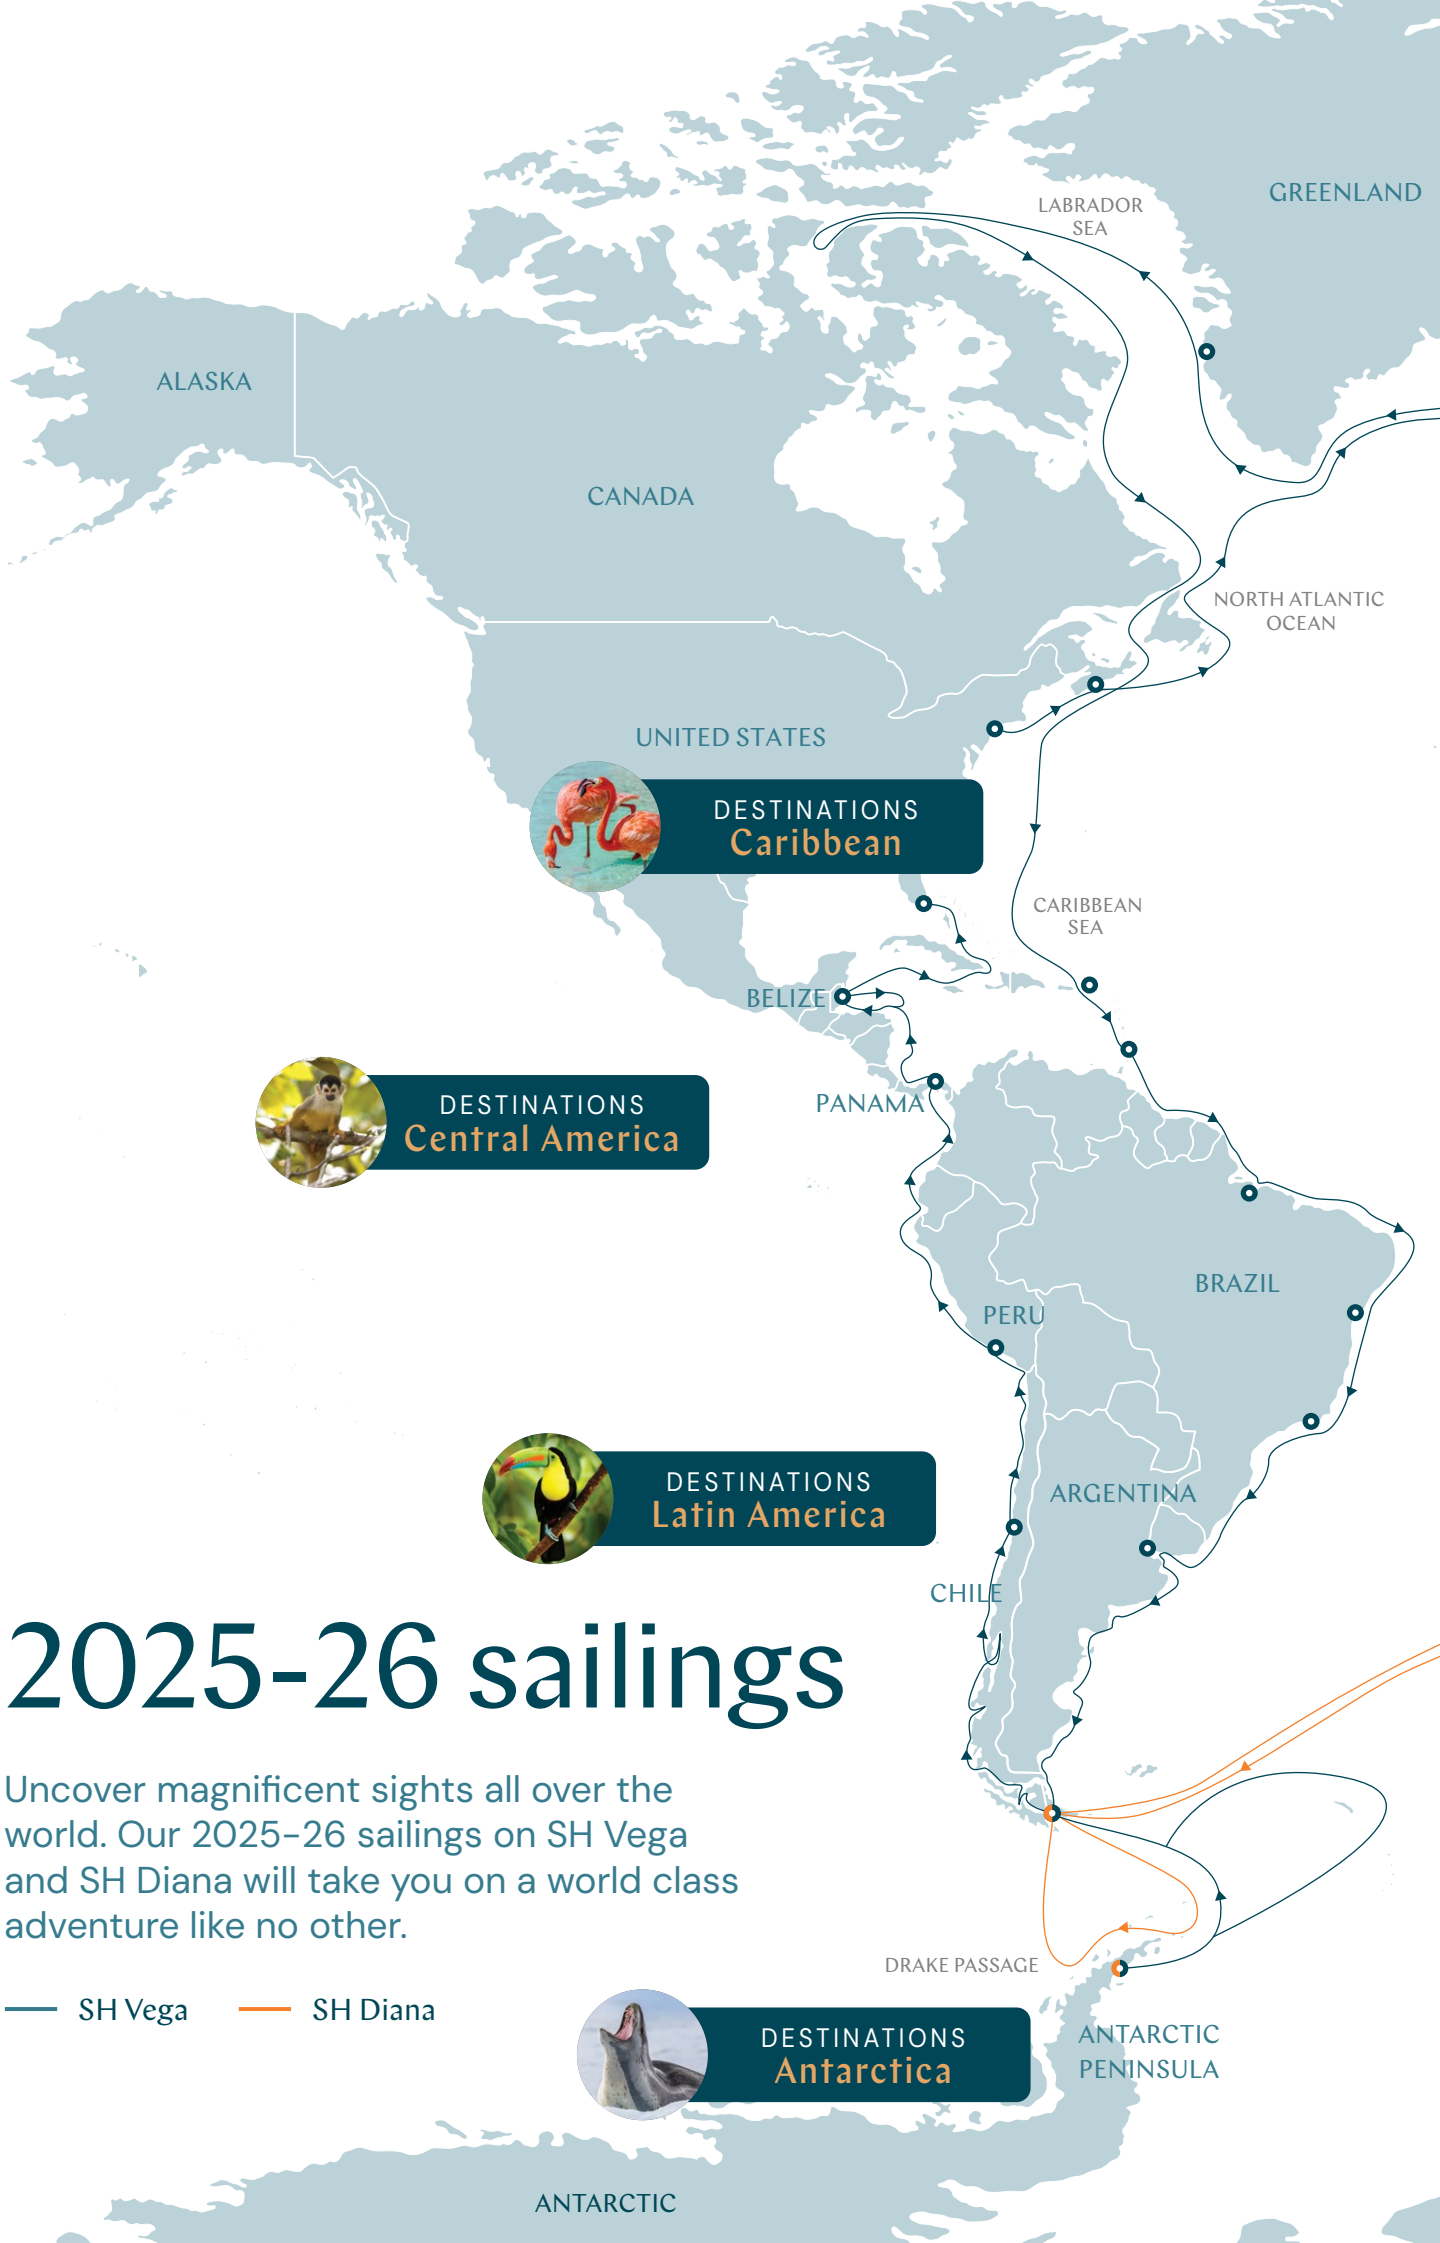 LABRADOR
SEA
GREENLAND
ALASKA
CANADA
NORTH ATLANTIC
OCEAN
UNITED STATES
DESTINATIONS
Caribbean
CARIBBEAN
SEA
BELIZE
PANAMA
DESTINATIONS
Central America
BRAZIL
PERU
DESTINATIONS
Latin America
ARGENTINA
CHILE
2025-26 sailings
Uncover magnificent sights all over the
world. Our 2025-26 sailings on SH Vega
and SH Diana will take you on a world class
adventure like no other.
SH Vega
SH Diana
DRAKE PASSAGE
DESTINATIONS
Antarctica
ANTARCTIC
PENINSULA
ANTARCTIC